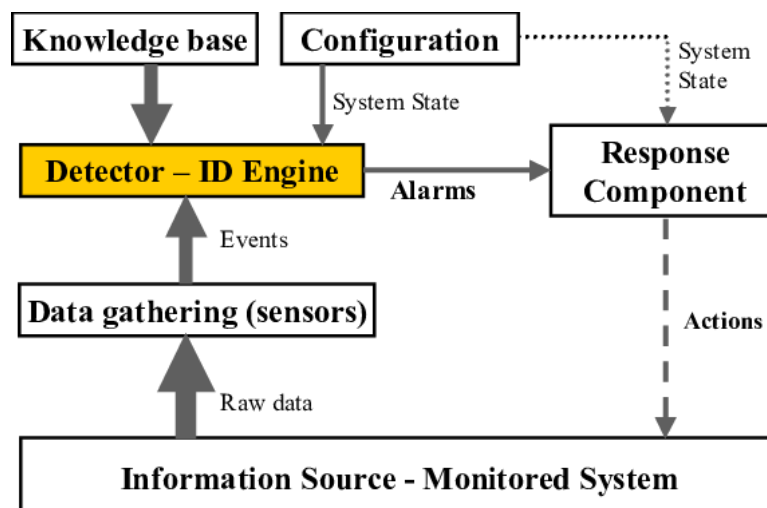 Knowledge base
Configuration
System
State
System State
Detector – ID Engine
Alarms
Response
Component
Events
Data gathering (sensors)
Actions
Raw data
Information Source - Monitored System